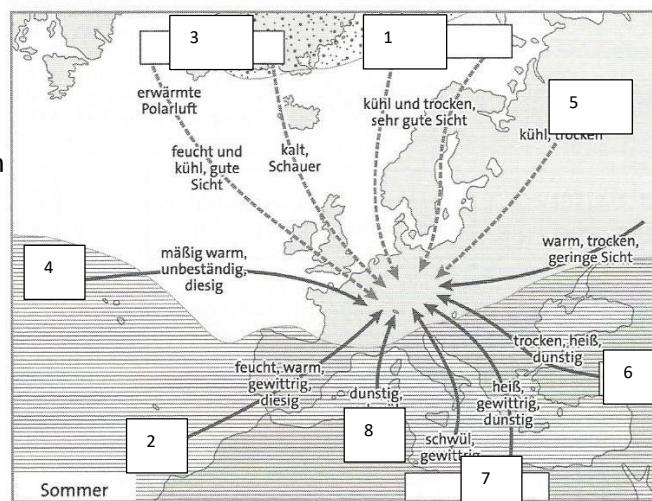 3
1
erwärmte
Polarluft
kühl und trocken,
sehr gute Sicht
5
kühl, trocken
feucht und
kühl, gute
Sicht
kalt,
Schauer
n
4
mäßig warm,
unbeständig,
diesig
warm, trocken,
geringe Sicht
trocken, heiß,
dunstig
6
feucht, warm,
gewittrig,
diesig
dunstig,
heiß,
gewittrig,
dunstig
2
8
schwül,
gewittrig
7
Sommer